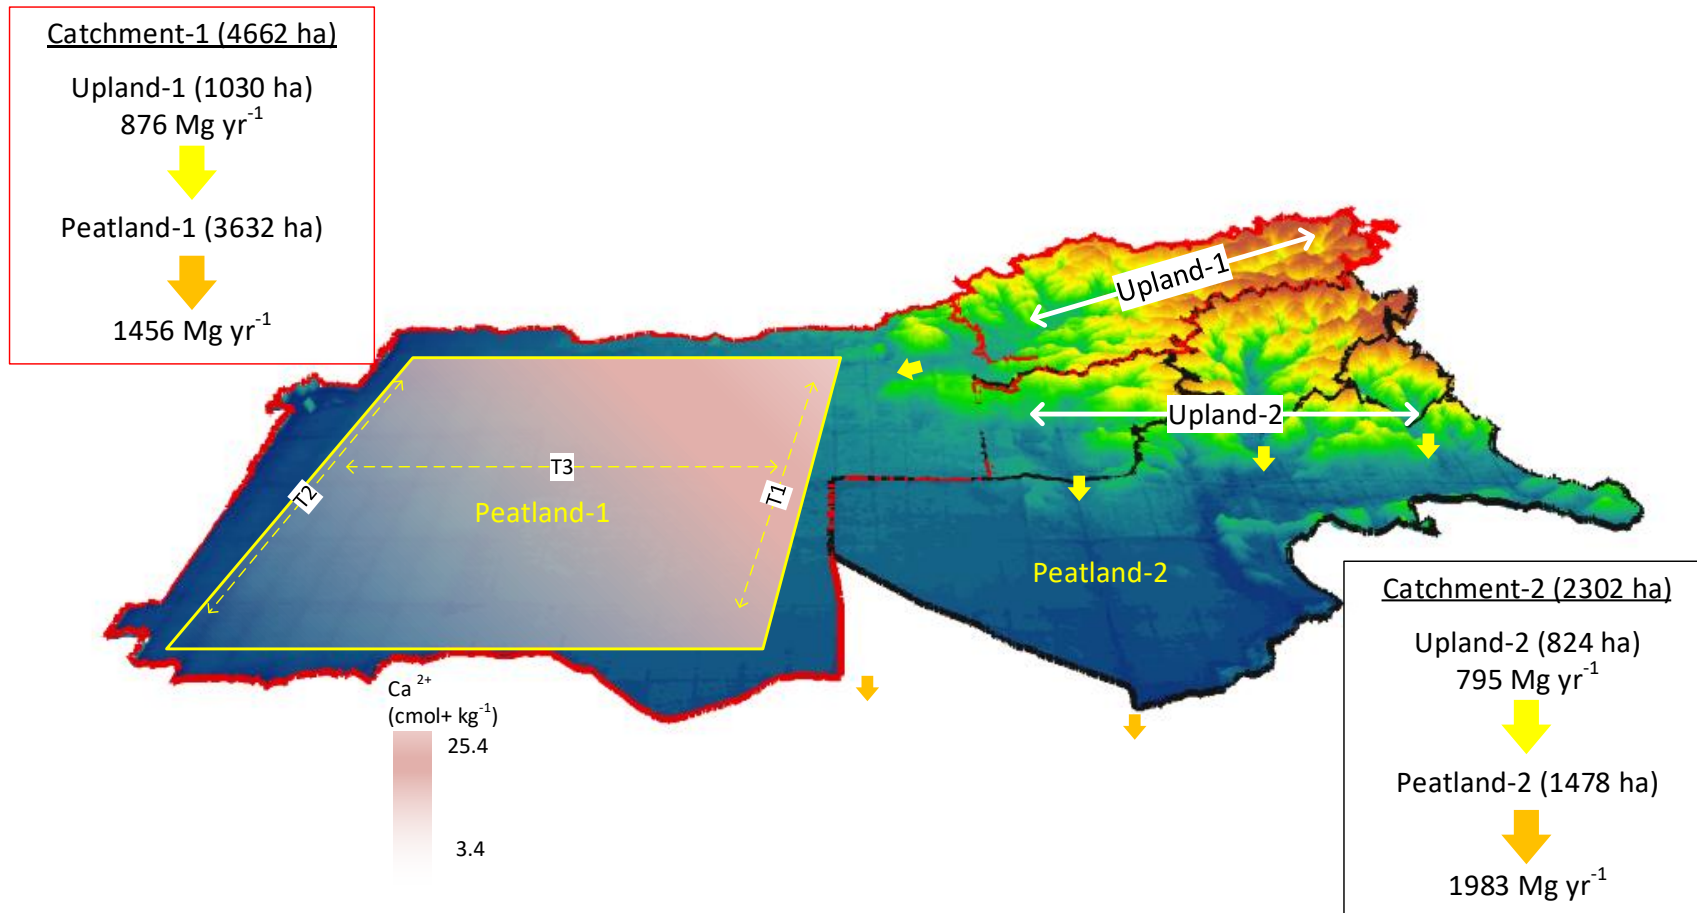 Catchment-1 (4662 ha)
Upland-1 (1030 ha)
876 Mg yr⁻¹
Peatland-1 (3632 ha)
1456 Mg yr⁻¹
Upland-1
Upland-2
T3
T2
T1
Peatland-1
Peatland-2
Ca ²⁺
(cmol+ kg⁻¹)
25.4
3.4
Catchment-2 (2302 ha)
Upland-2 (824 ha)
795 Mg yr⁻¹
Peatland-2 (1478 ha)
1983 Mg yr⁻¹